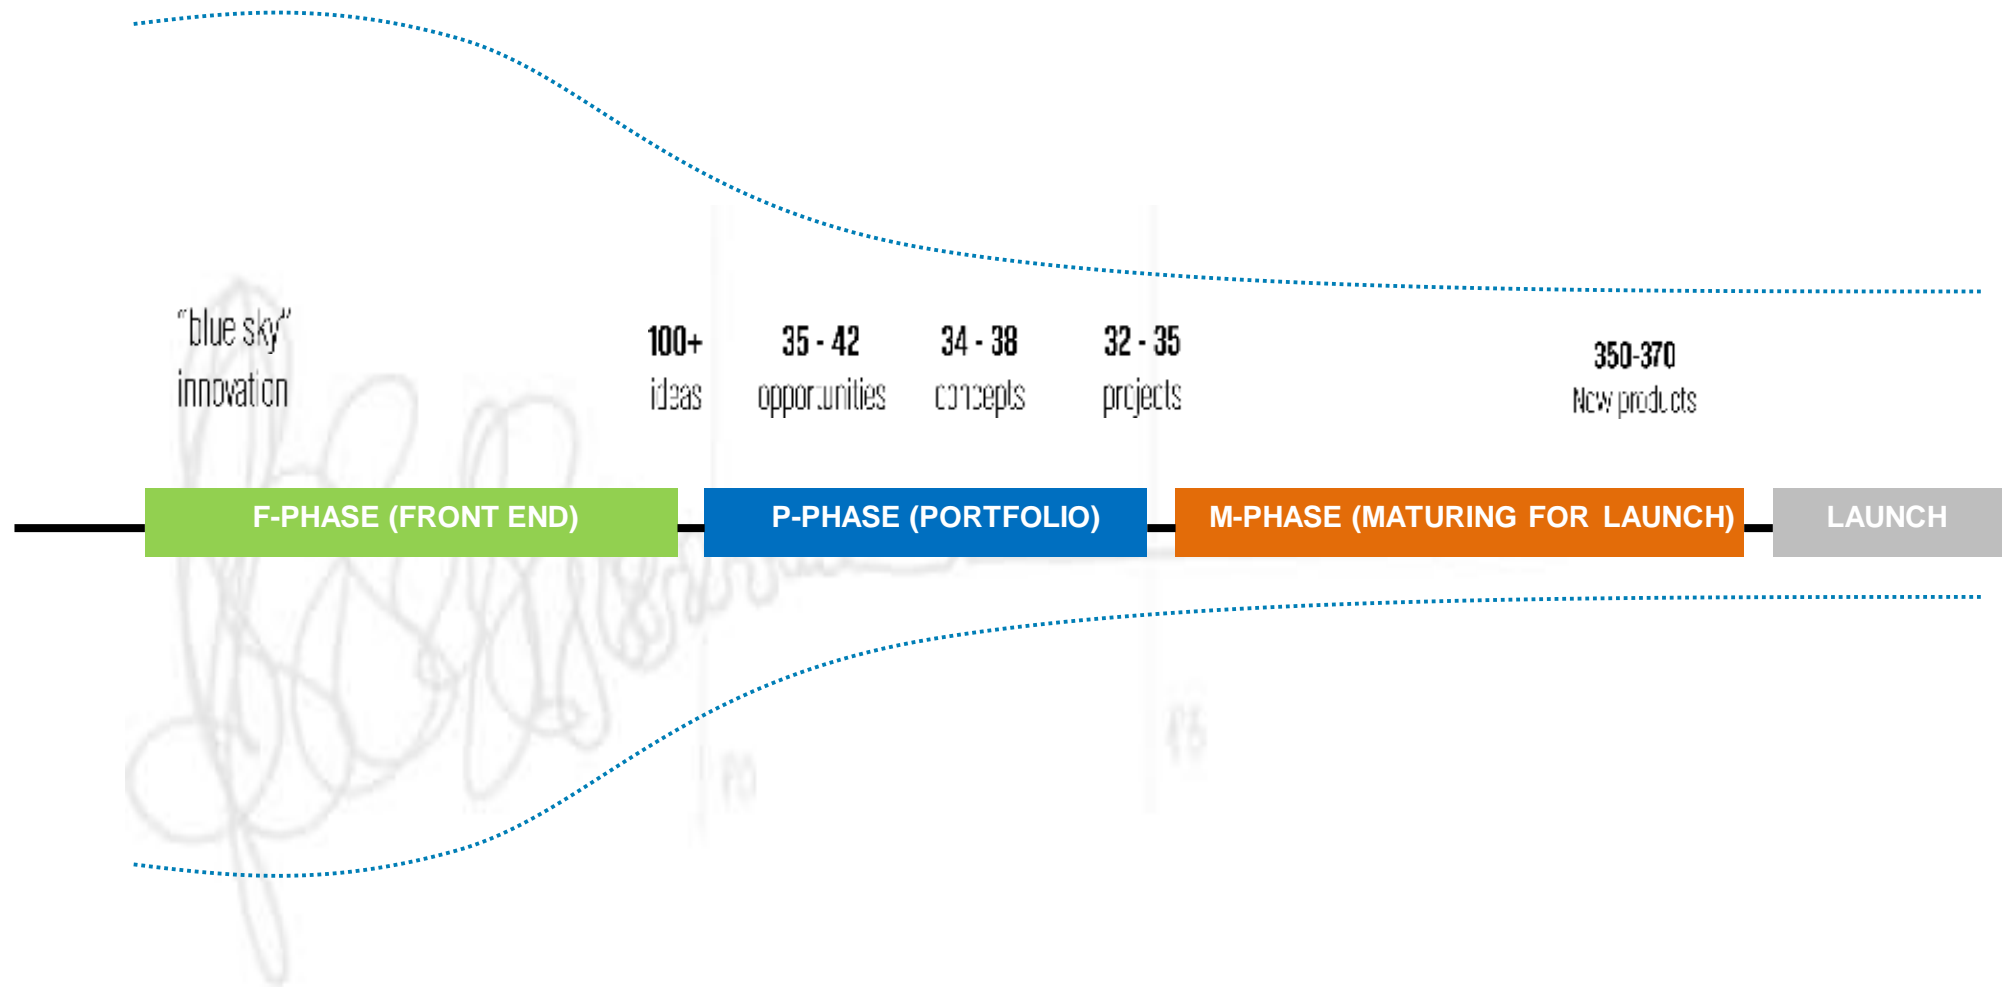 “blue sky”
innovation
100+
ideas
35 - 42
opportunities
34 - 38
concepts
32 - 35
projects
350-370
New products
F-PHASE (FRONT END)
P-PHASE (PORTFOLIO)
M-PHASE (MATURING FOR LAUNCH)
LAUNCH